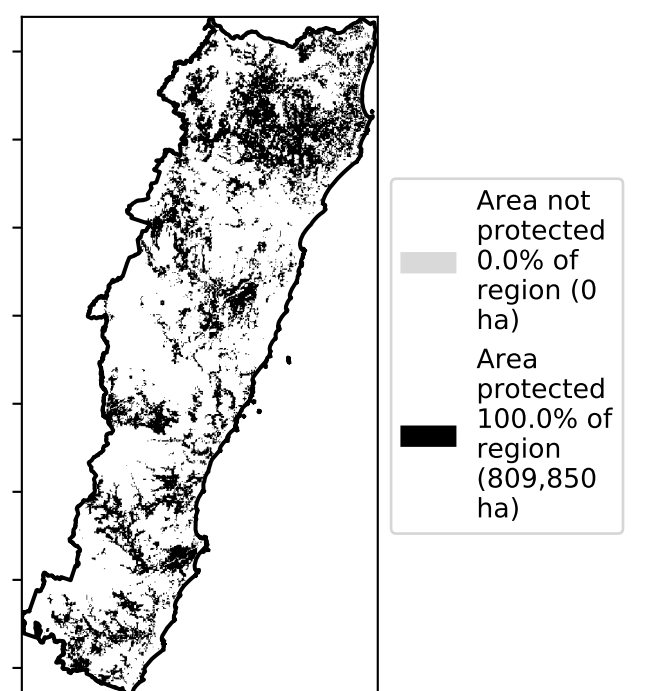 Area not
protected
0.0% of
region (0
ha)
Area
protected
100.0% of
region
(809,850
ha)